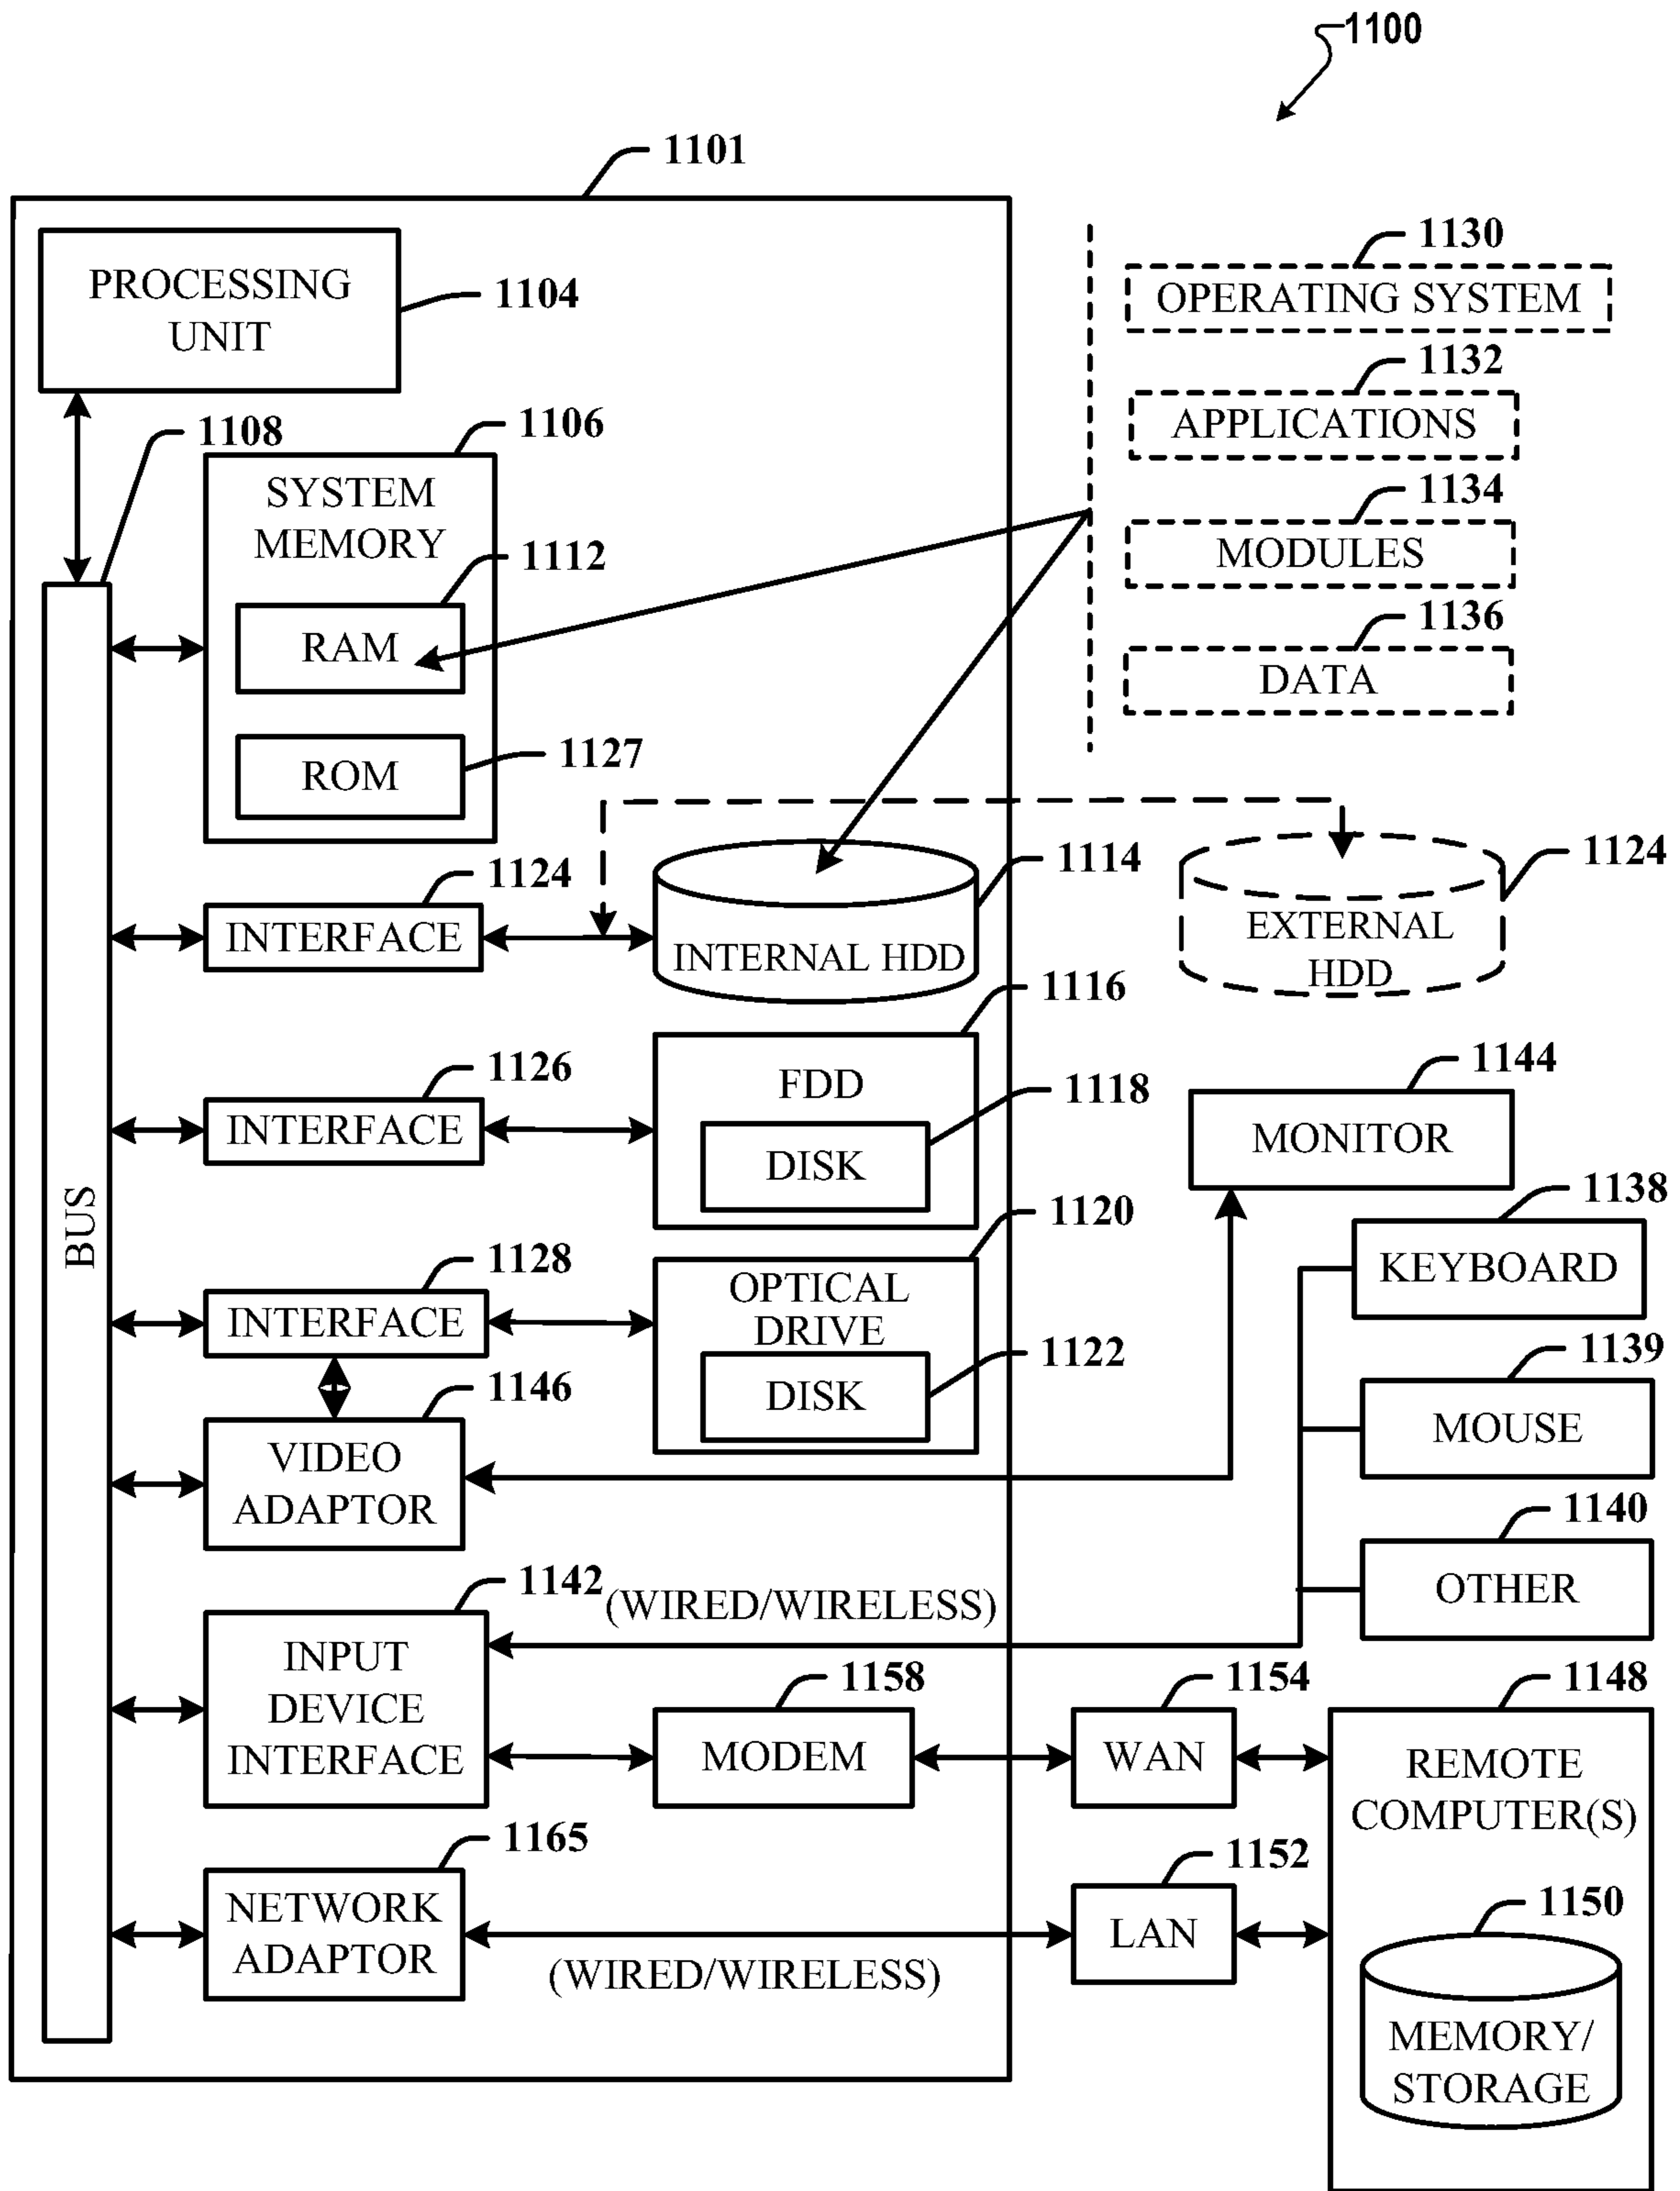 1100
1101
PROCESSING
UNIT
1104
1130
OPERATING SYSTEM
1132
APPLICATIONS
1134
MODULES
1136
DATA
1108
1106
SYSTEM
MEMORY
1112
RAM
1127
ROM
1124
INTERFACE
1114
INTERNAL HDD
1124
EXTERNAL
HDD
1126
INTERFACE
1116
FDD
1118
DISK
1144
MONITOR
1138
KEYBOARD
BUS
1128
INTERFACE
1120
OPTICAL
DRIVE
1122
DISK
1139
MOUSE
1146
VIDEO
ADAPTOR
1140
OTHER
1142
(WIRED/WIRELESS)
INPUT
DEVICE
INTERFACE
1158
MODEM
1154
WAN
1148
REMOTE
COMPUTER(S)
1165
NETWORK
ADAPTOR
(WIRED/WIRELESS)
1152
LAN
1150
MEMORY/
STORAGE